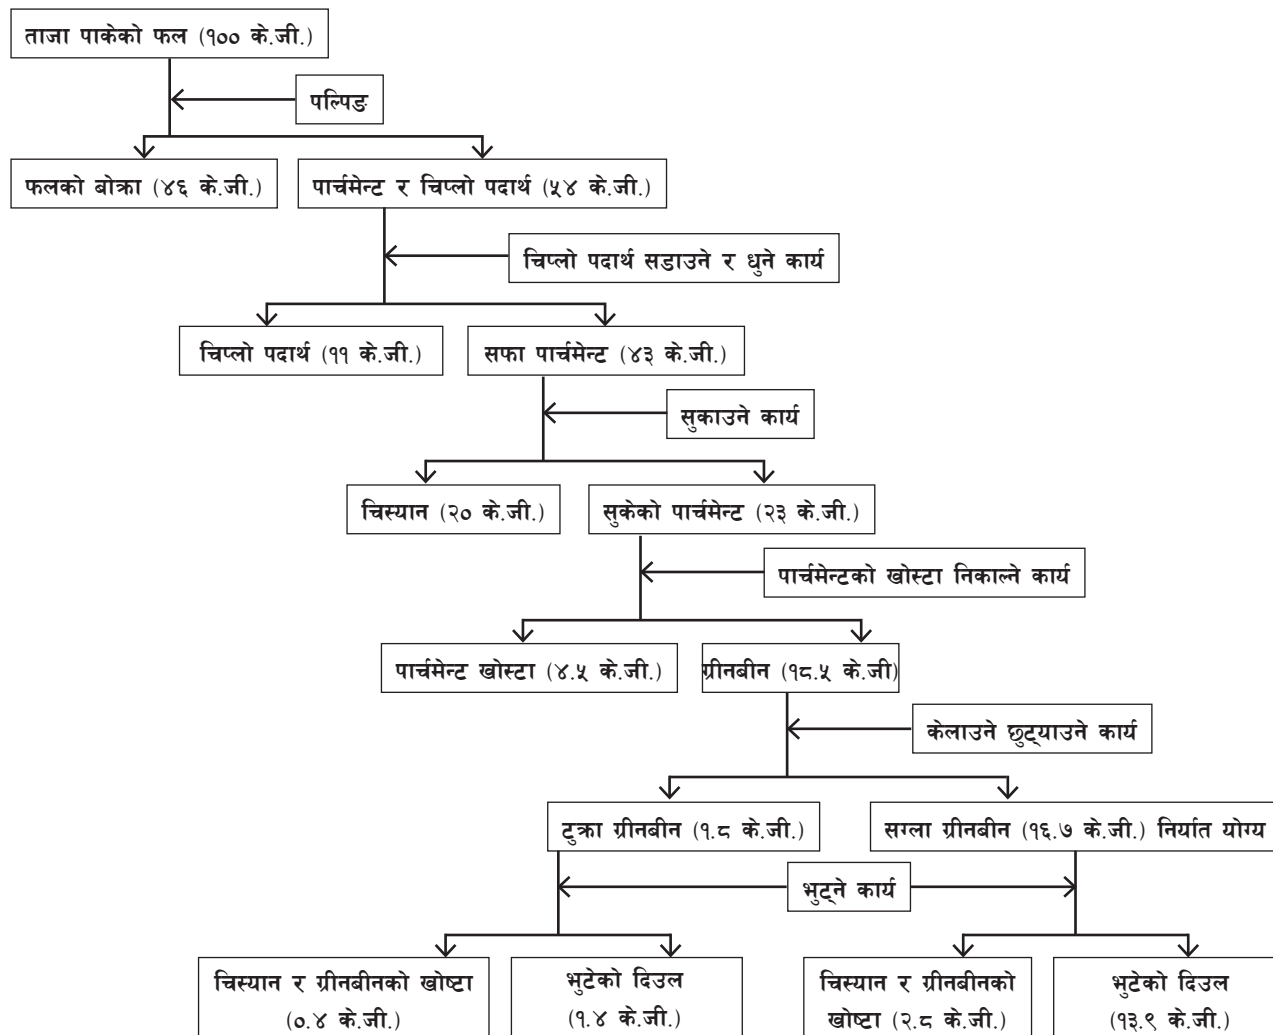 ताजा पाकेको फल (१०० के.जी.)
पल्पिङ
फलको बोक्रा (४६ के.जी.)
पार्चमेन्ट र चिप्लो पदार्थ (५४ के.जी.)
चिप्लो पदार्थ सडाउने र धुने कार्य
चिप्लो पदार्थ (११ के.जी.)
सफा पार्चमेन्ट (४३ के.जी.)
सुकाउने कार्य
चिस्यान (२० के.जी.)
सुकेको पार्चमेन्ट (२३ के.जी.)
पार्चमेन्टको खोस्टा निकाल्ने कार्य
पार्चमेन्ट खोस्टा (४.५ के.जी.)
ग्रीनबीन (१८.५ के.जी)
केलाउने छुट्याउने कार्य
टुक्रा ग्रीनबीन (१.८ के.जी.)
सग्ला ग्रीनबीन (१६.७ के.जी.) निर्यात योग्य
भुट्ने कार्य
चिस्यान र ग्रीनबीनको खोष्टा
(०.४ के.जी.)
भुटेको दिउल
(१.४ के.जी.)
चिस्यान र ग्रीनबीनको
खोष्टा (२.८ के.जी.)
भुटेको दिउल
(१३.९ के.जी.)